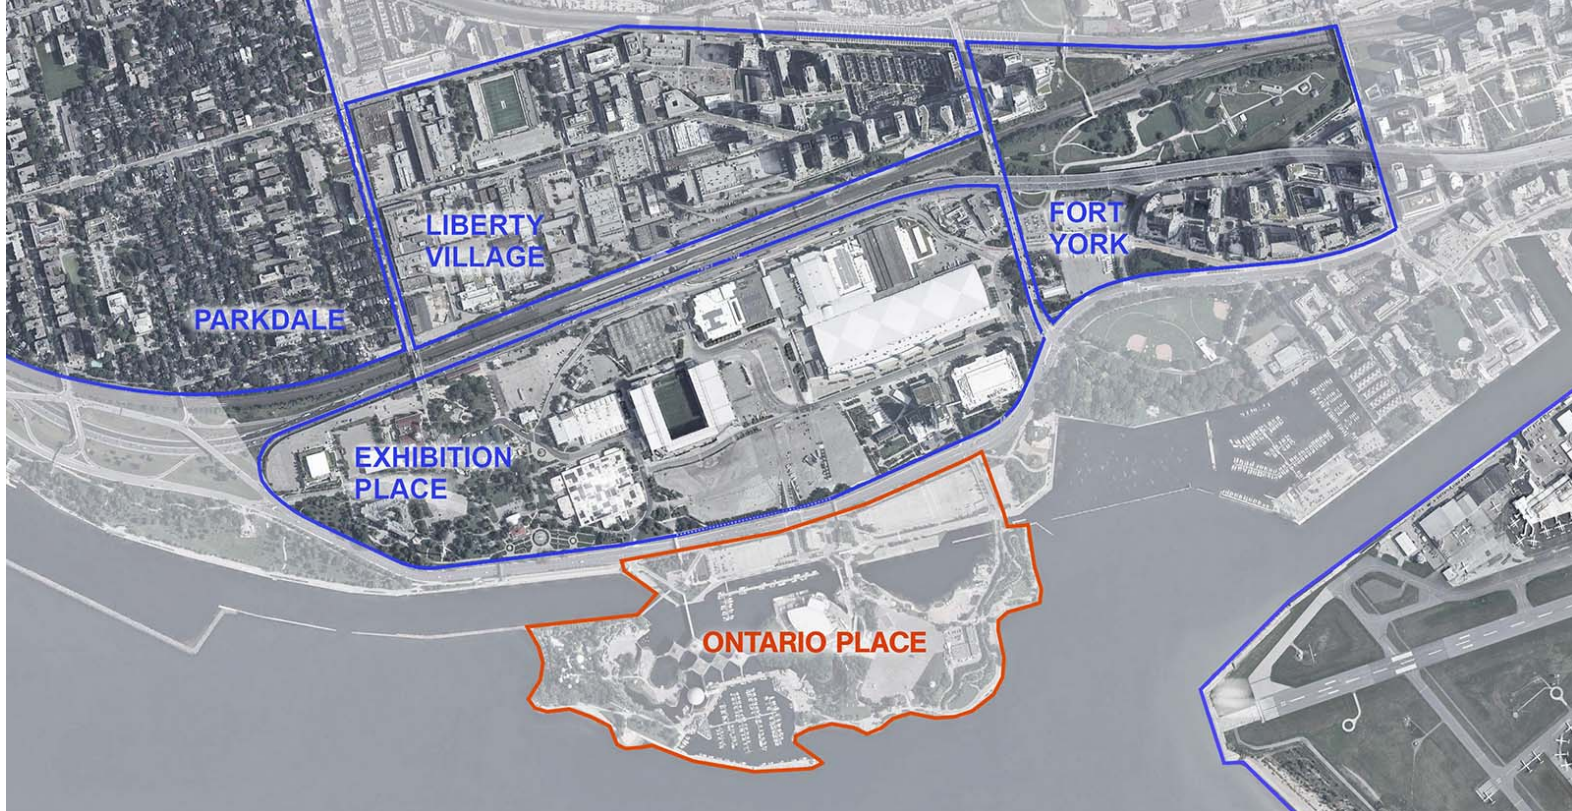 LIBERTY
VILLAGE
FORT
YORK
PARKDALE
EXHIBITION
PLACE
ONTARIO PLACE